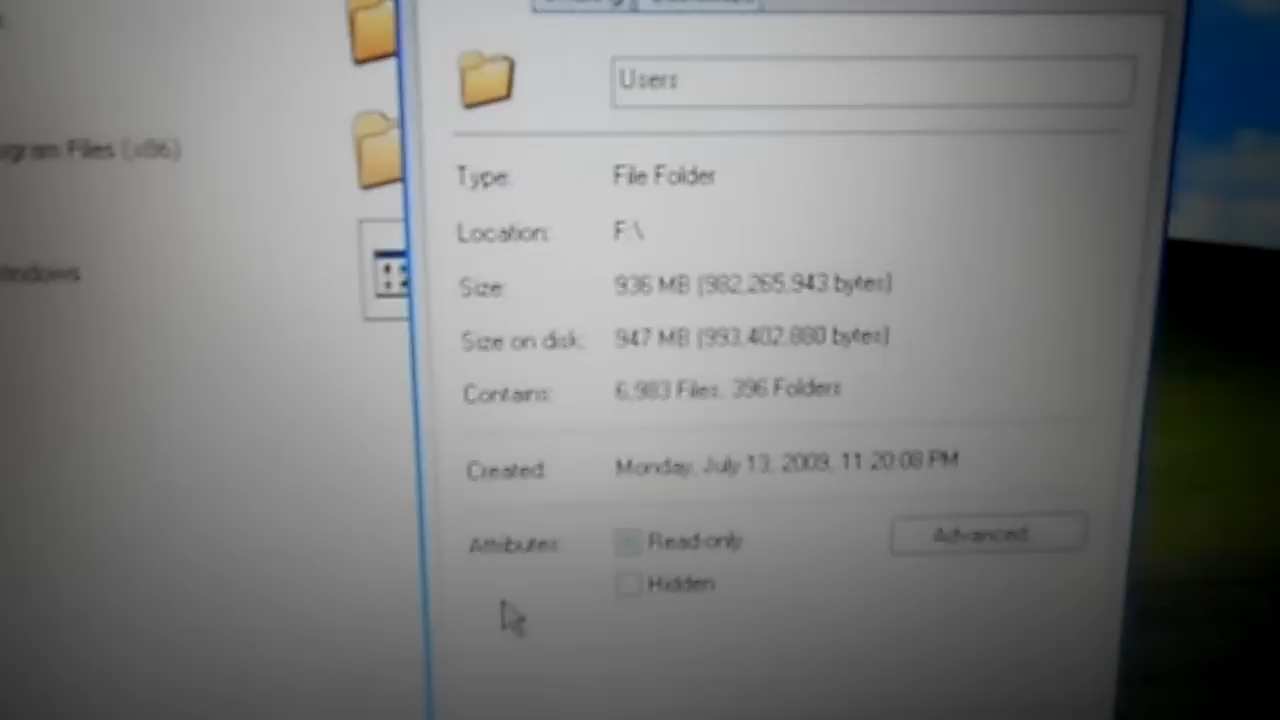 Users
ogram Files (x86)
Type: File Folder
Location: F:\
indows
Size: 936 MB (982,265,943 bytes)
Size on disk: 947 MB (993,402,880 bytes)
Contains: 6,983 Files, 396 Folders
Created: Monday, July 13, 2009, 11:20:08 PM
Attributes: Read-only Advanced...
Hidden